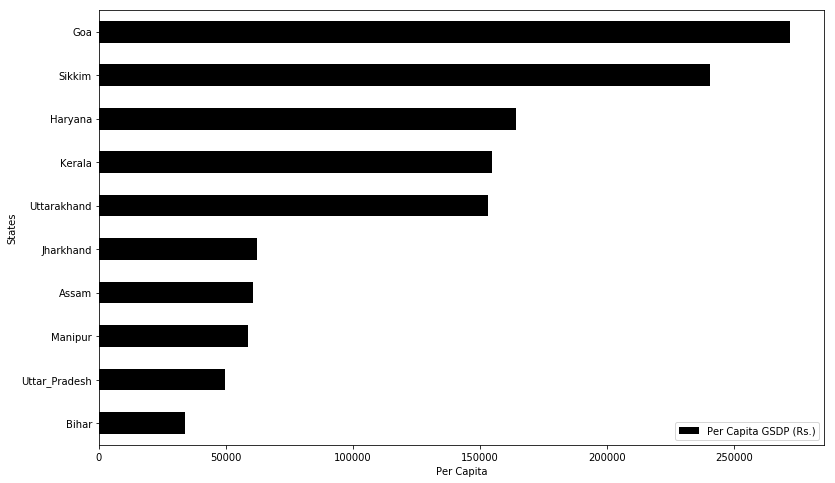 Goa
Sikkim
Haryana
Kerala
Uttarakhand
Jharkhand
Assam
Manipur
Uttar_Pradesh
Bihar
States
0 50000 100000 150000 200000 250000
Per Capita
Per Capita GSDP (Rs.)